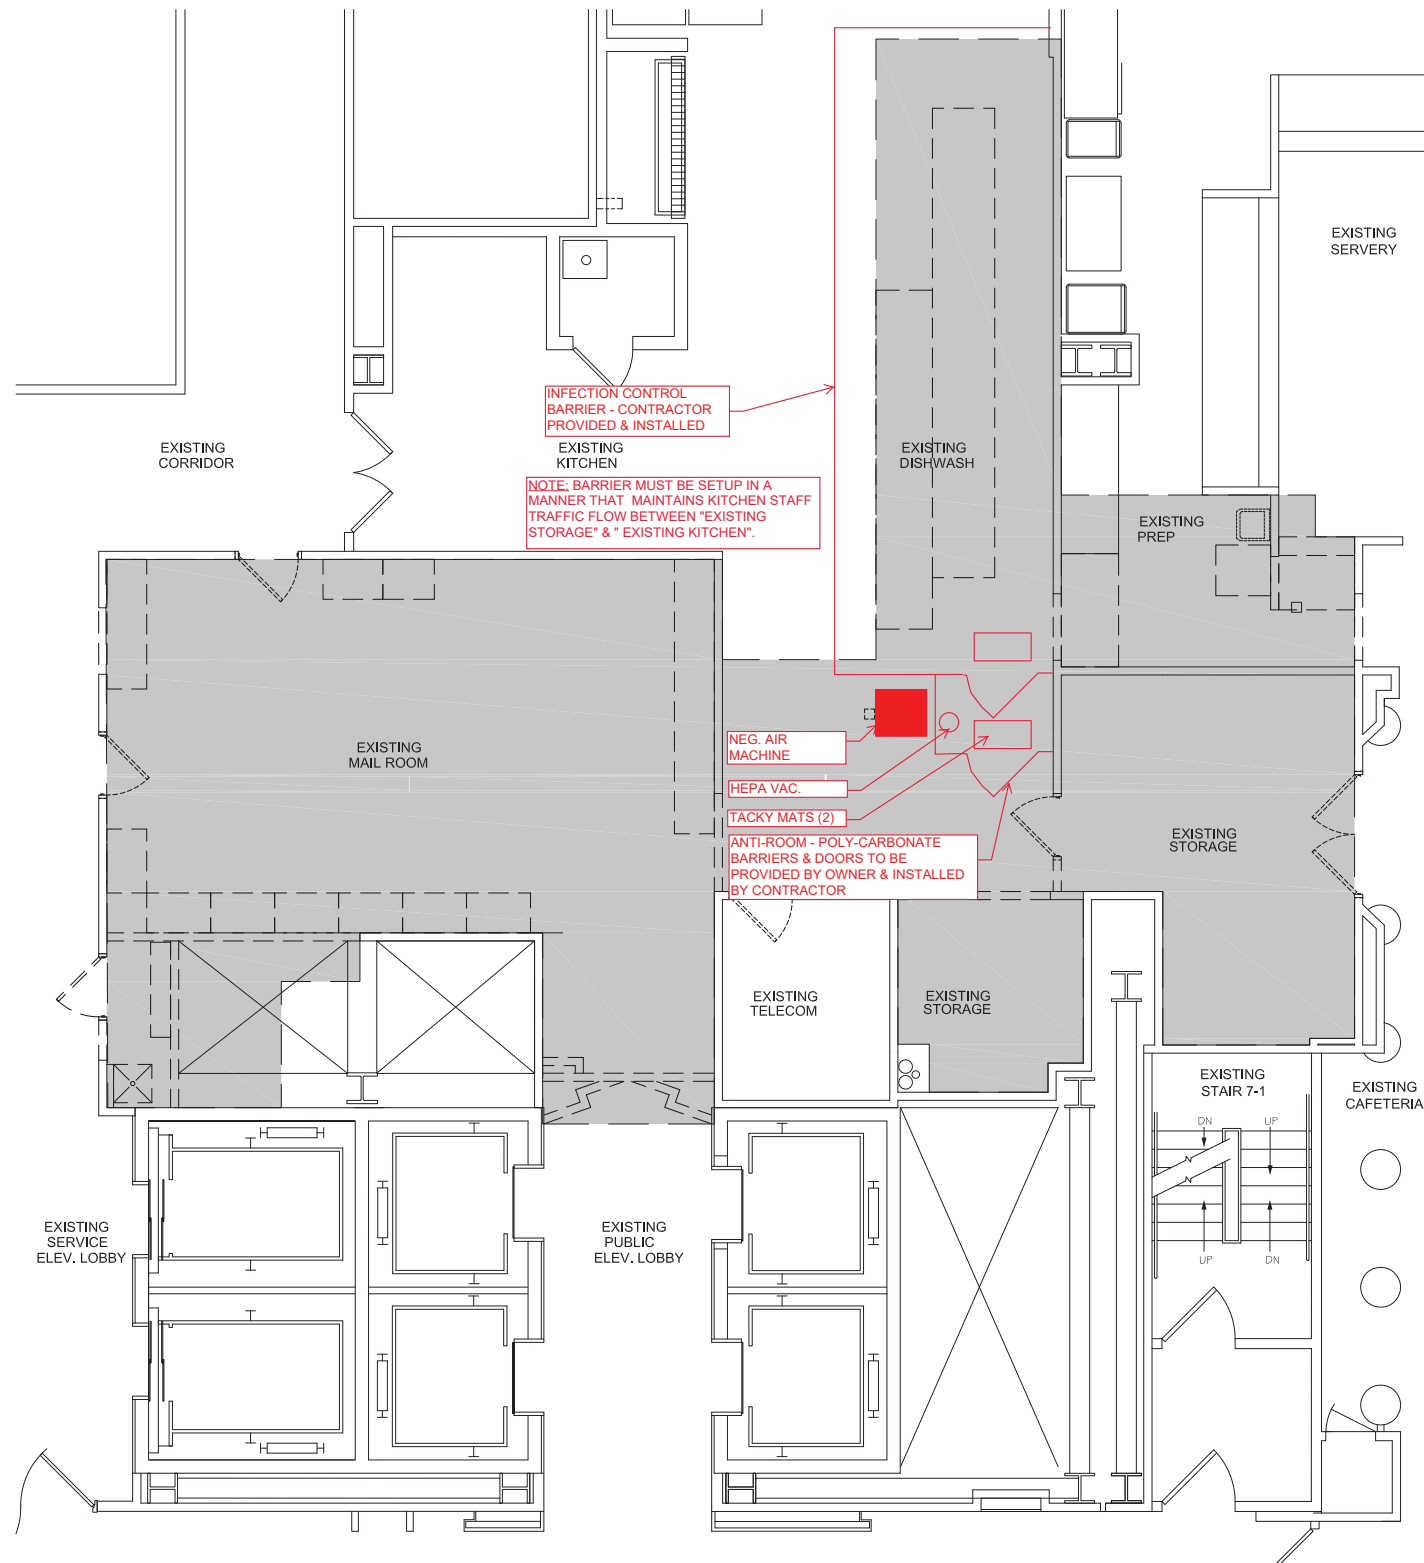 EXISTING
SERVERY
INFECTION CONTROL
BARRIER - CONTRACTOR
PROVIDED & INSTALLED
EXISTING
CORRIDOR
EXISTING
KITCHEN
EXISTING
DISHWASH
NOTE: BARRIER MUST BE SETUP IN A
MANNER THAT MAINTAINS KITCHEN STAFF
TRAFFIC FLOW BETWEEN "EXISTING
STORAGE" & " EXISTING KITCHEN".
EXISTING
PREP
EXISTING
MAIL ROOM
NEG. AIR
MACHINE
HEPA VAC.
TACKY MATS (2)
ANTI-ROOM - POLY-CARBONATE
BARRIERS & DOORS TO BE
PROVIDED BY OWNER & INSTALLED
BY CONTRACTOR
EXISTING
STORAGE
EXISTING
TELECOM
EXISTING
STORAGE
EXISTING
STAIR 7-1
EXISTING
CAFETERIA
DN
UP
UP
DN
EXISTING
SERVICE
ELEV. LOBBY
EXISTING
PUBLIC
ELEV. LOBBY